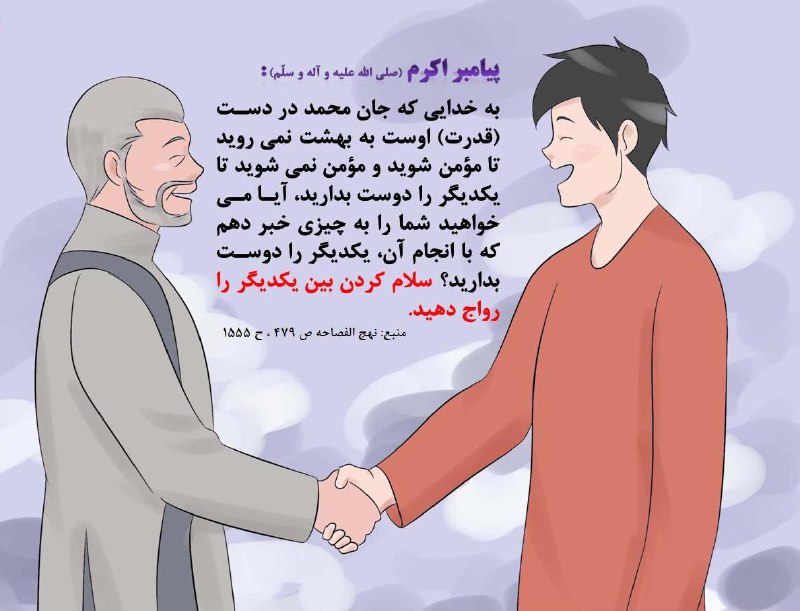 پیامبر اکرم (صلی الله علیه و آله و سلّم):
به خدایی که جان محمد در دست
(قدرت) اوست به بهشت نمی روید
تا مؤمن شوید و مؤمن نمی شوید تا
یکدیگر را دوست بدارید، آیا می
خواهید شما را به چیزی خبر دهم
که با انجام آن، یکدیگر را دوست
بدارید؟ سلام کردن بین یکدیگر را
رواج دهید.
منبع: نهج الفصاحه ص ۴۷۹ ، ح ۱۵۵۵